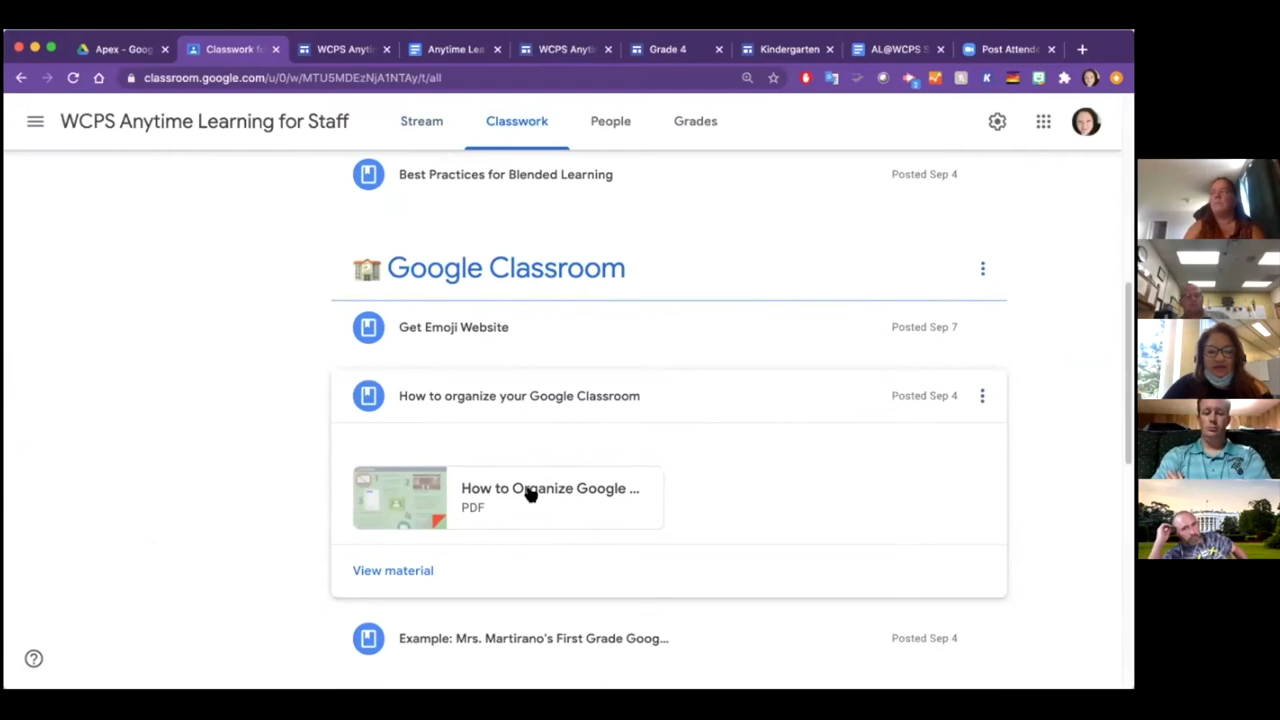 Apex - Goog
Classwork f
WCPS Anyti
Anytime Lea
WCPS Anyti
Grade 4
Kindergarten
AL@WCPS S
Post Attend
classroom.google.com/u/0/w/MTU5MDEzNjA1NTAy/t/all
WCPS Anytime Learning for Staff
Stream
Classwork
People
Grades
Best Practices for Blended Learning
Posted Sep 4
Google Classroom
Get Emoji Website
Posted Sep 7
How to organize your Google Classroom
Posted Sep 4
How to Organize Google ...
PDF
View material
Example: Mrs. Martirano's First Grade Goog...
Posted Sep 4